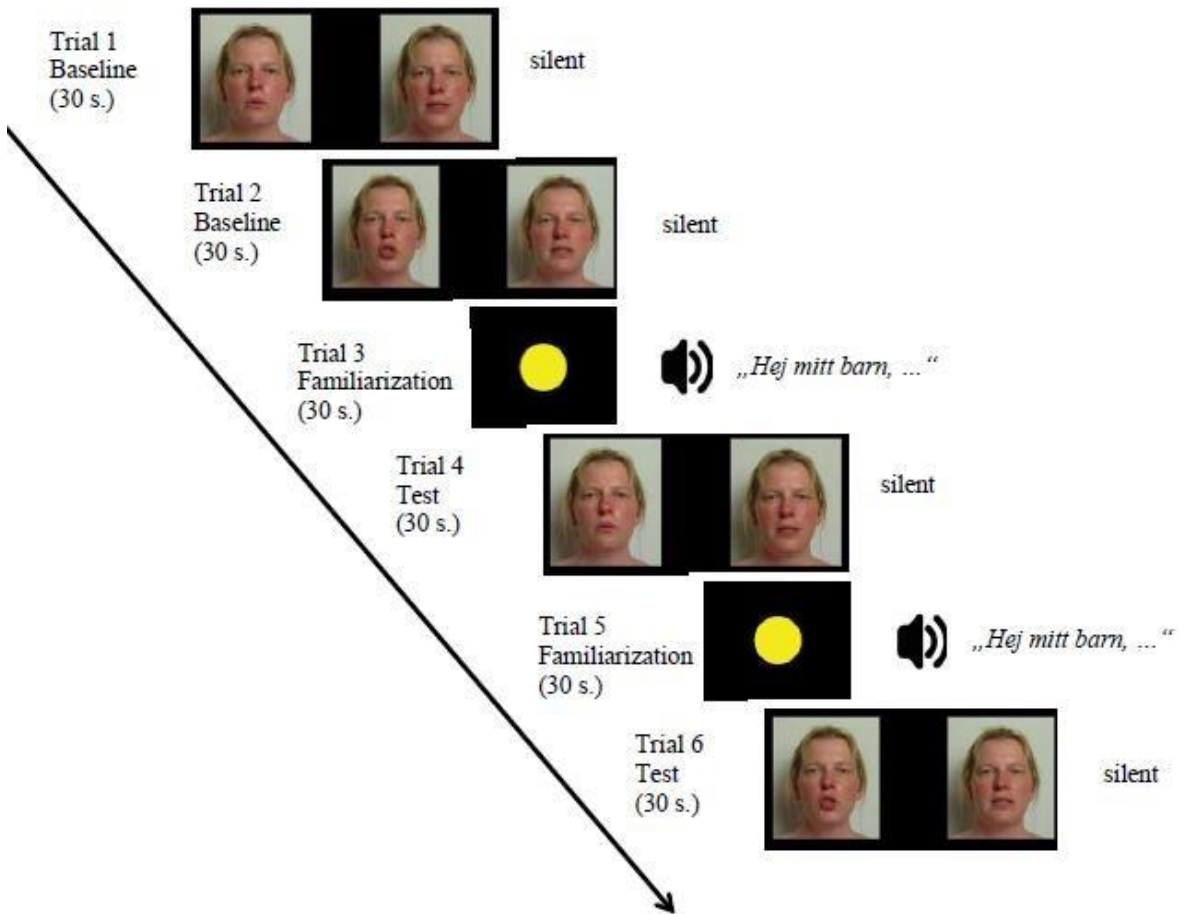 Trial 1
Baseline
(30 s.)
silent
Trial 2
Baseline
(30 s.)
silent
Trial 3
Familiarization
(30 s.)
„Hej mitt barn, …“
Trial 4
Test
(30 s.)
silent
Trial 5
Familiarization
(30 s.)
„Hej mitt barn, …“
Trial 6
Test
(30 s.)
silent